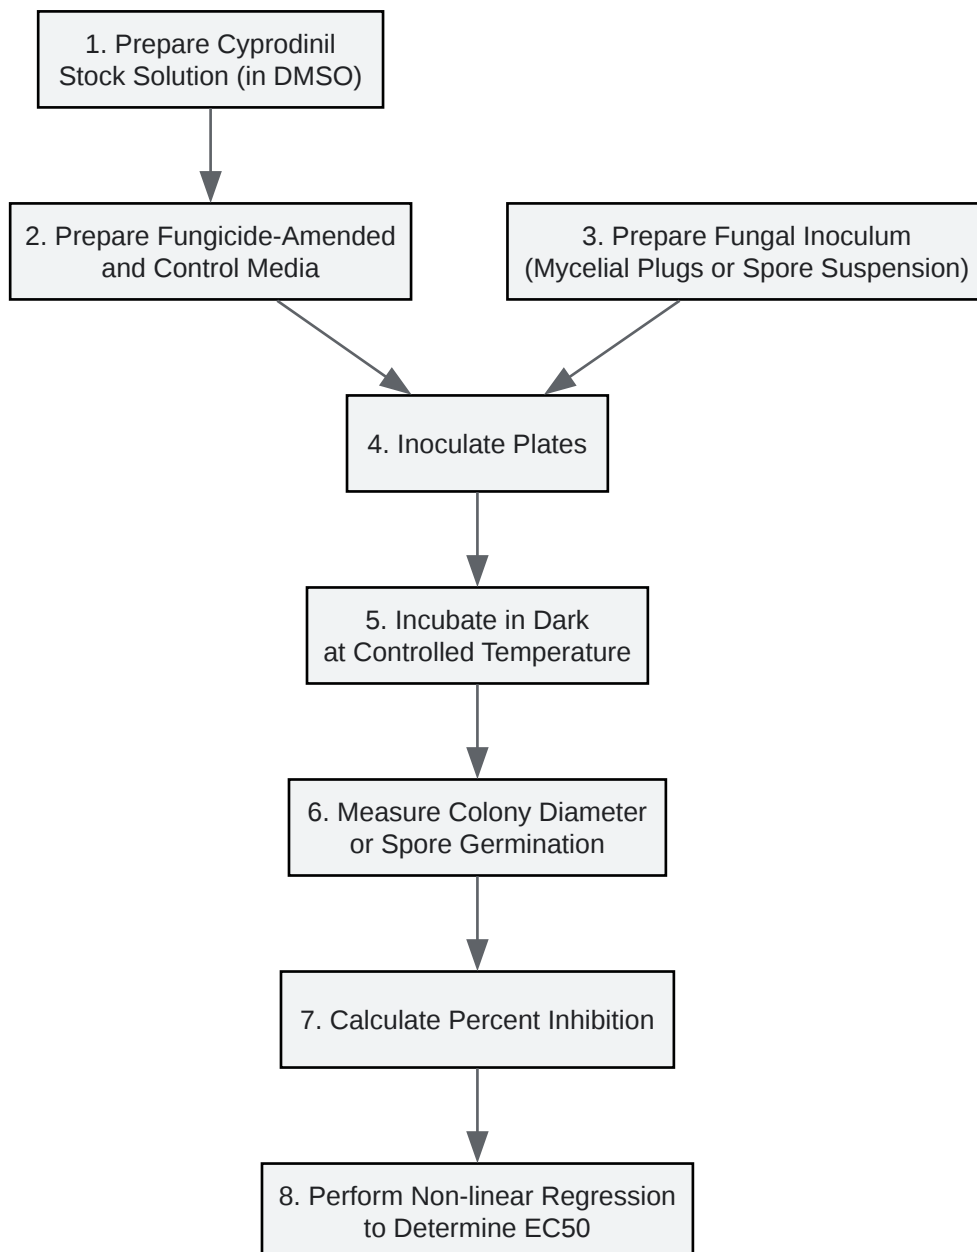 1. Prepare Cyprodinil
Stock Solution (in DMSO)
2. Prepare Fungicide-Amended
and Control Media
3. Prepare Fungal Inoculum
(Mycelial Plugs or Spore Suspension)
4. Inoculate Plates
5. Incubate in Dark
at Controlled Temperature
6. Measure Colony Diameter
or Spore Germination
7. Calculate Percent Inhibition
8. Perform Non-linear Regression
to Determine EC50